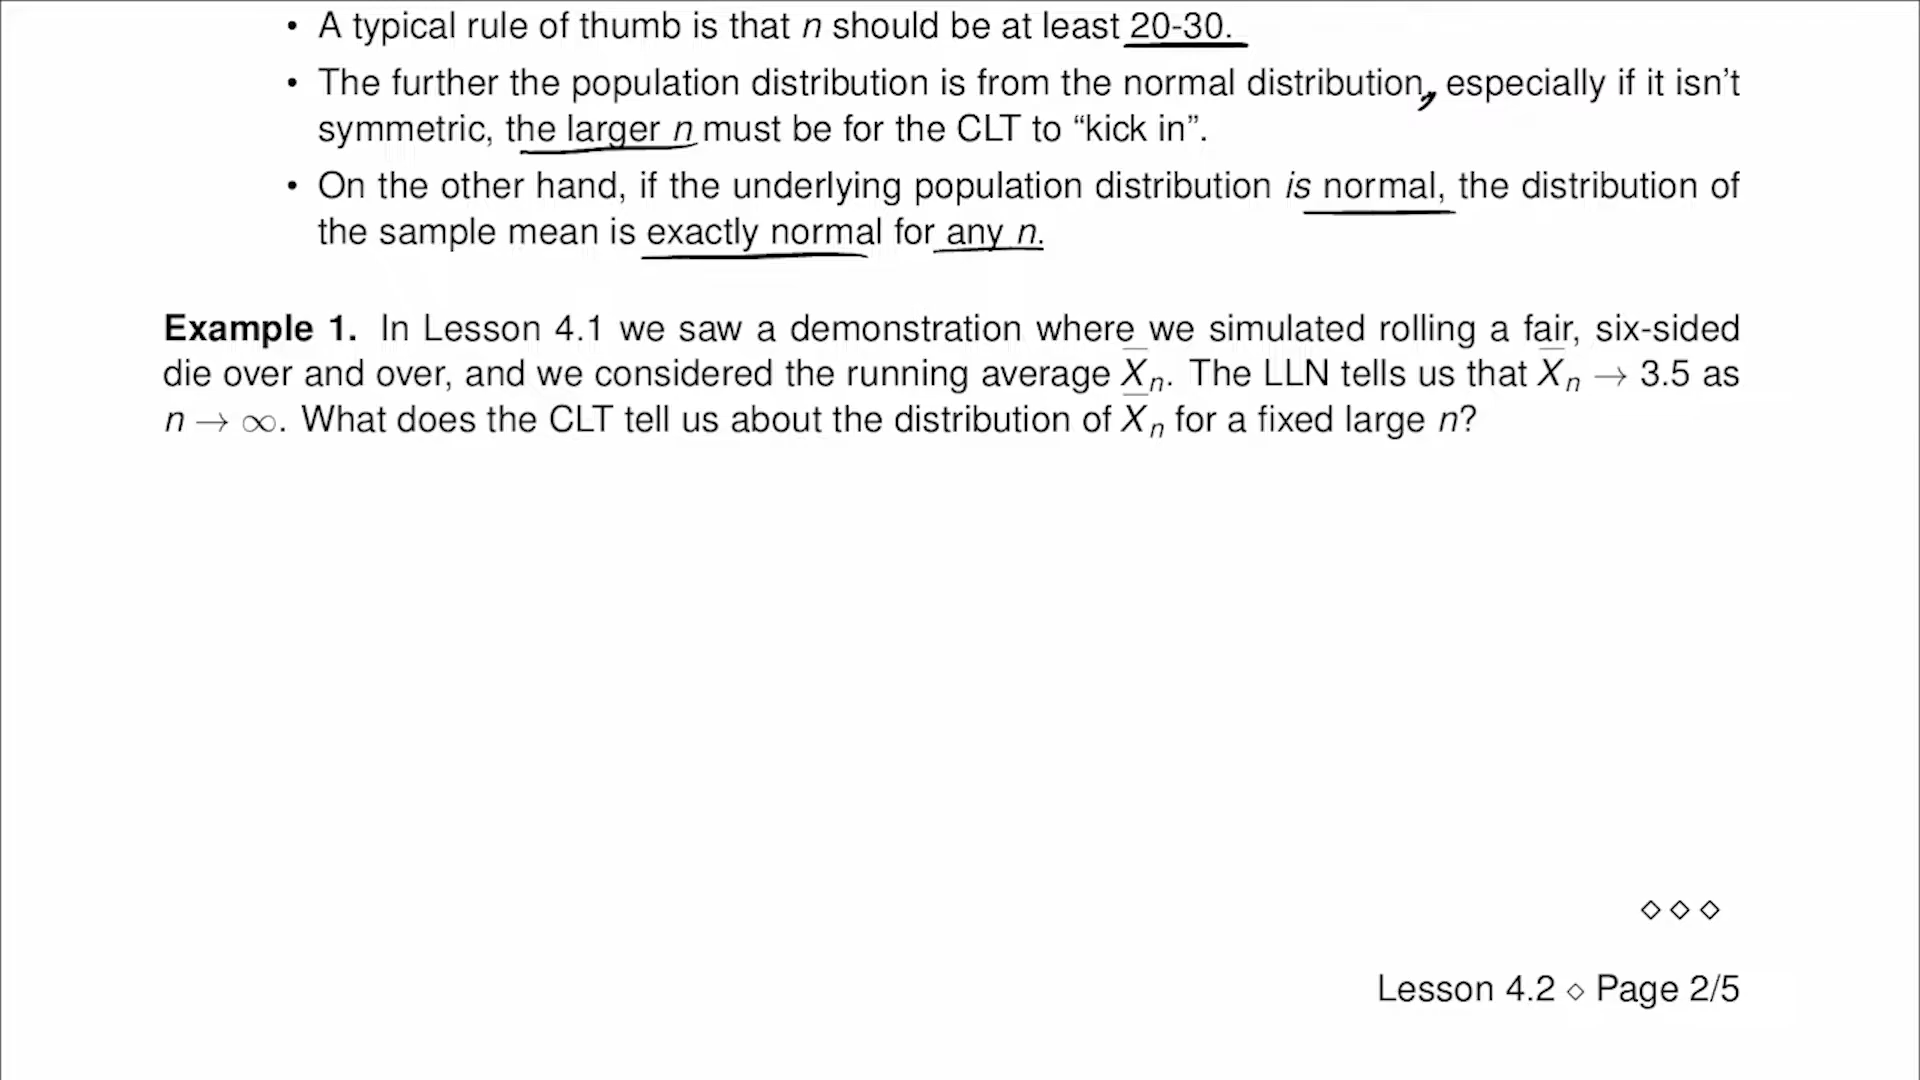 • A typical rule of thumb is that n should be at least 20-30.
• The further the population distribution is from the normal distribution, especially if it isn’t
symmetric, the larger n must be for the CLT to “kick in”.
• On the other hand, if the underlying population distribution is normal, the distribution of
the sample mean is exactly normal for any n.
Example 1. In Lesson 4.1 we saw a demonstration where we simulated rolling a fair, six-sided
die over and over, and we considered the running average X̅ₙ. The LLN tells us that X̅ₙ → 3.5 as
n → ∞. What does the CLT tell us about the distribution of X̅ₙ for a fixed large n?
◇ ◇ ◇
Lesson 4.2 ◇ Page 2/5